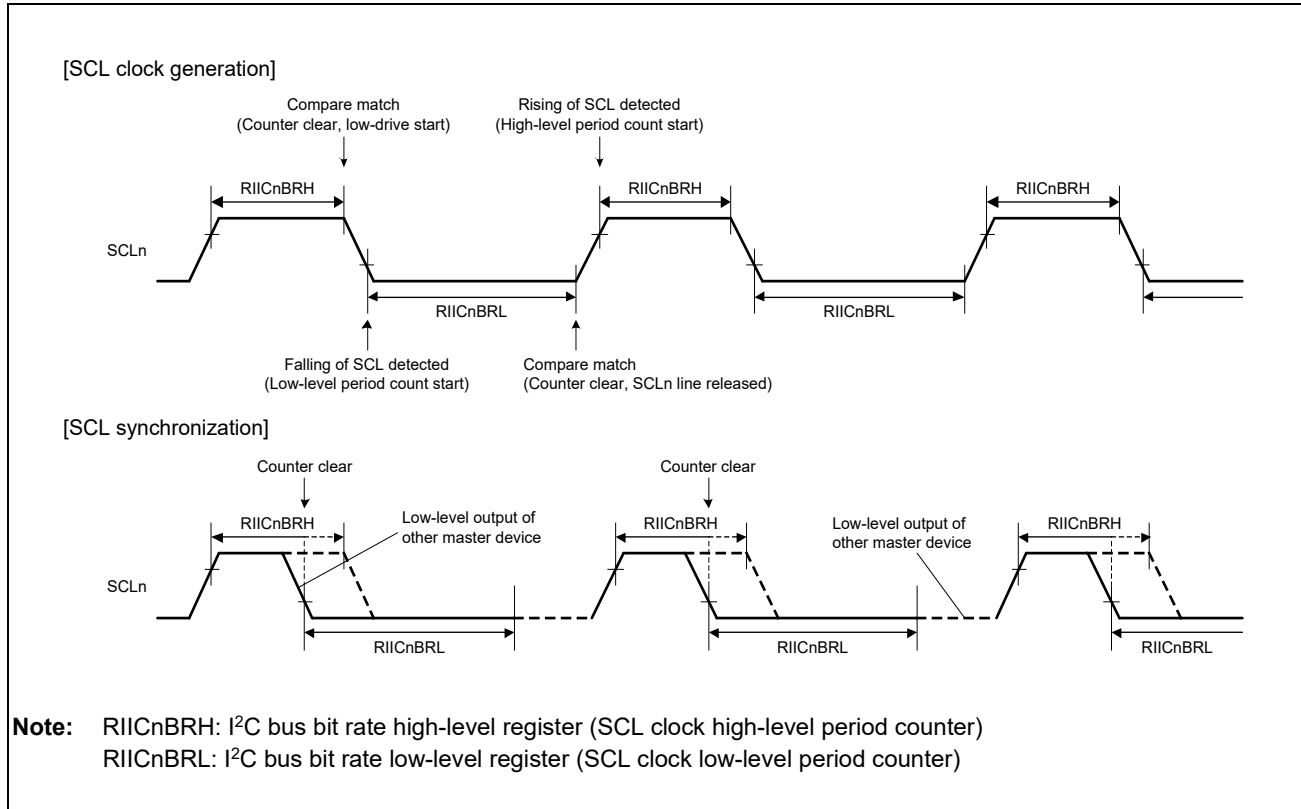 [SCL clock generation]
Compare match
(Counter clear, low-drive start)
Rising of SCL detected
(High-level period count start)
RIICnBRH
RIICnBRH
RIICnBRH
SCLn
RIICnBRL
RIICnBRL
Falling of SCL detected
(Low-level period count start)
Compare match
(Counter clear, SCLn line released)
[SCL synchronization]
Counter clear
Counter clear
RIICnBRH
Low-level output of
other master device
RIICnBRH
Low-level output of
other master device
RIICnBRH
SCLn
RIICnBRL
RIICnBRL
RIICnBRL
Note: RIICnBRH: I²C bus bit rate high-level register (SCL clock high-level period counter)
RIICnBRL: I²C bus bit rate low-level register (SCL clock low-level period counter)